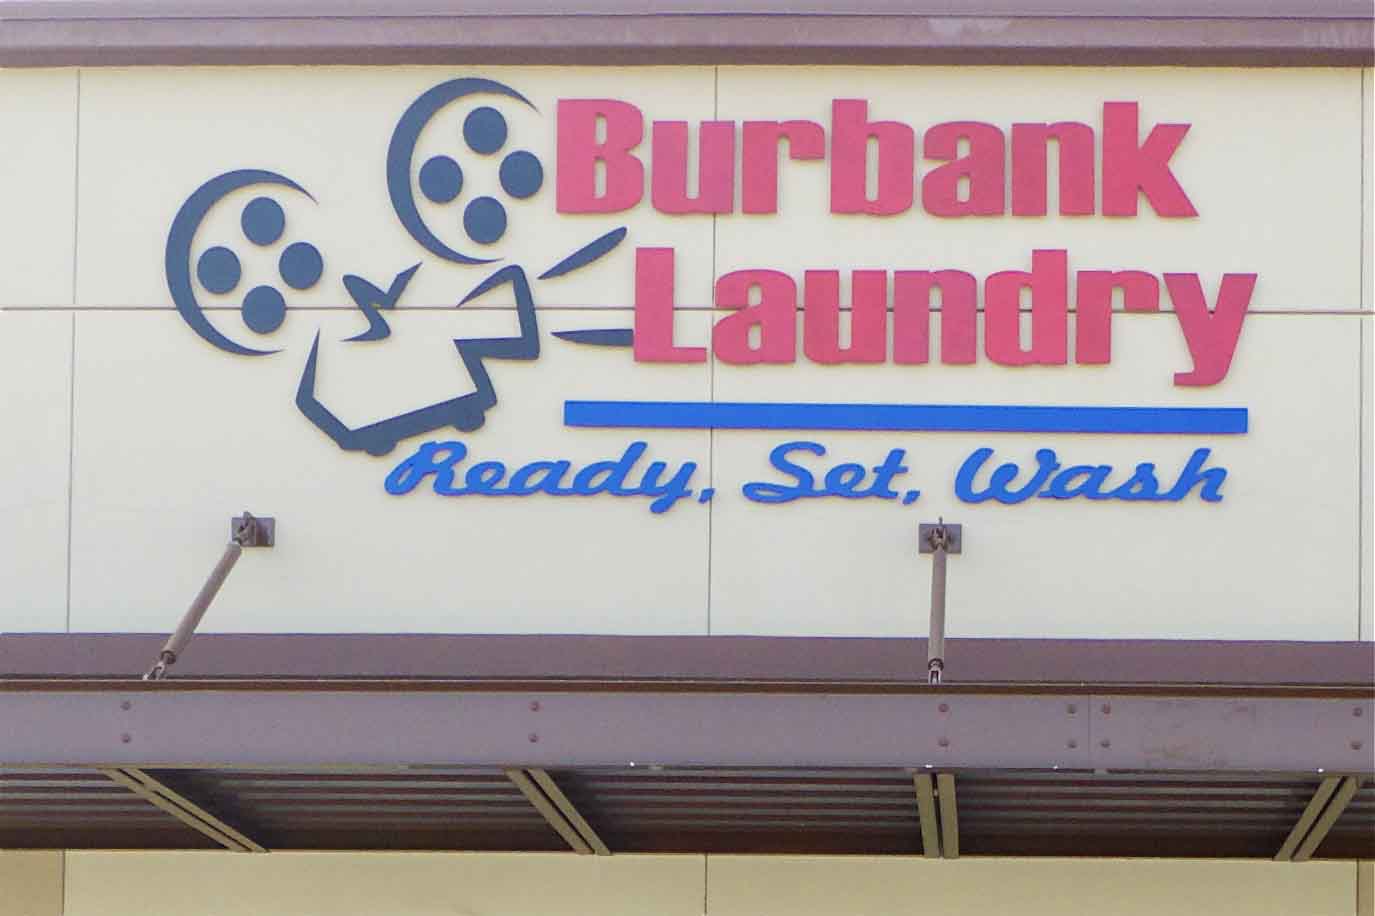 Burbank
Laundry
Ready, Set, Wash